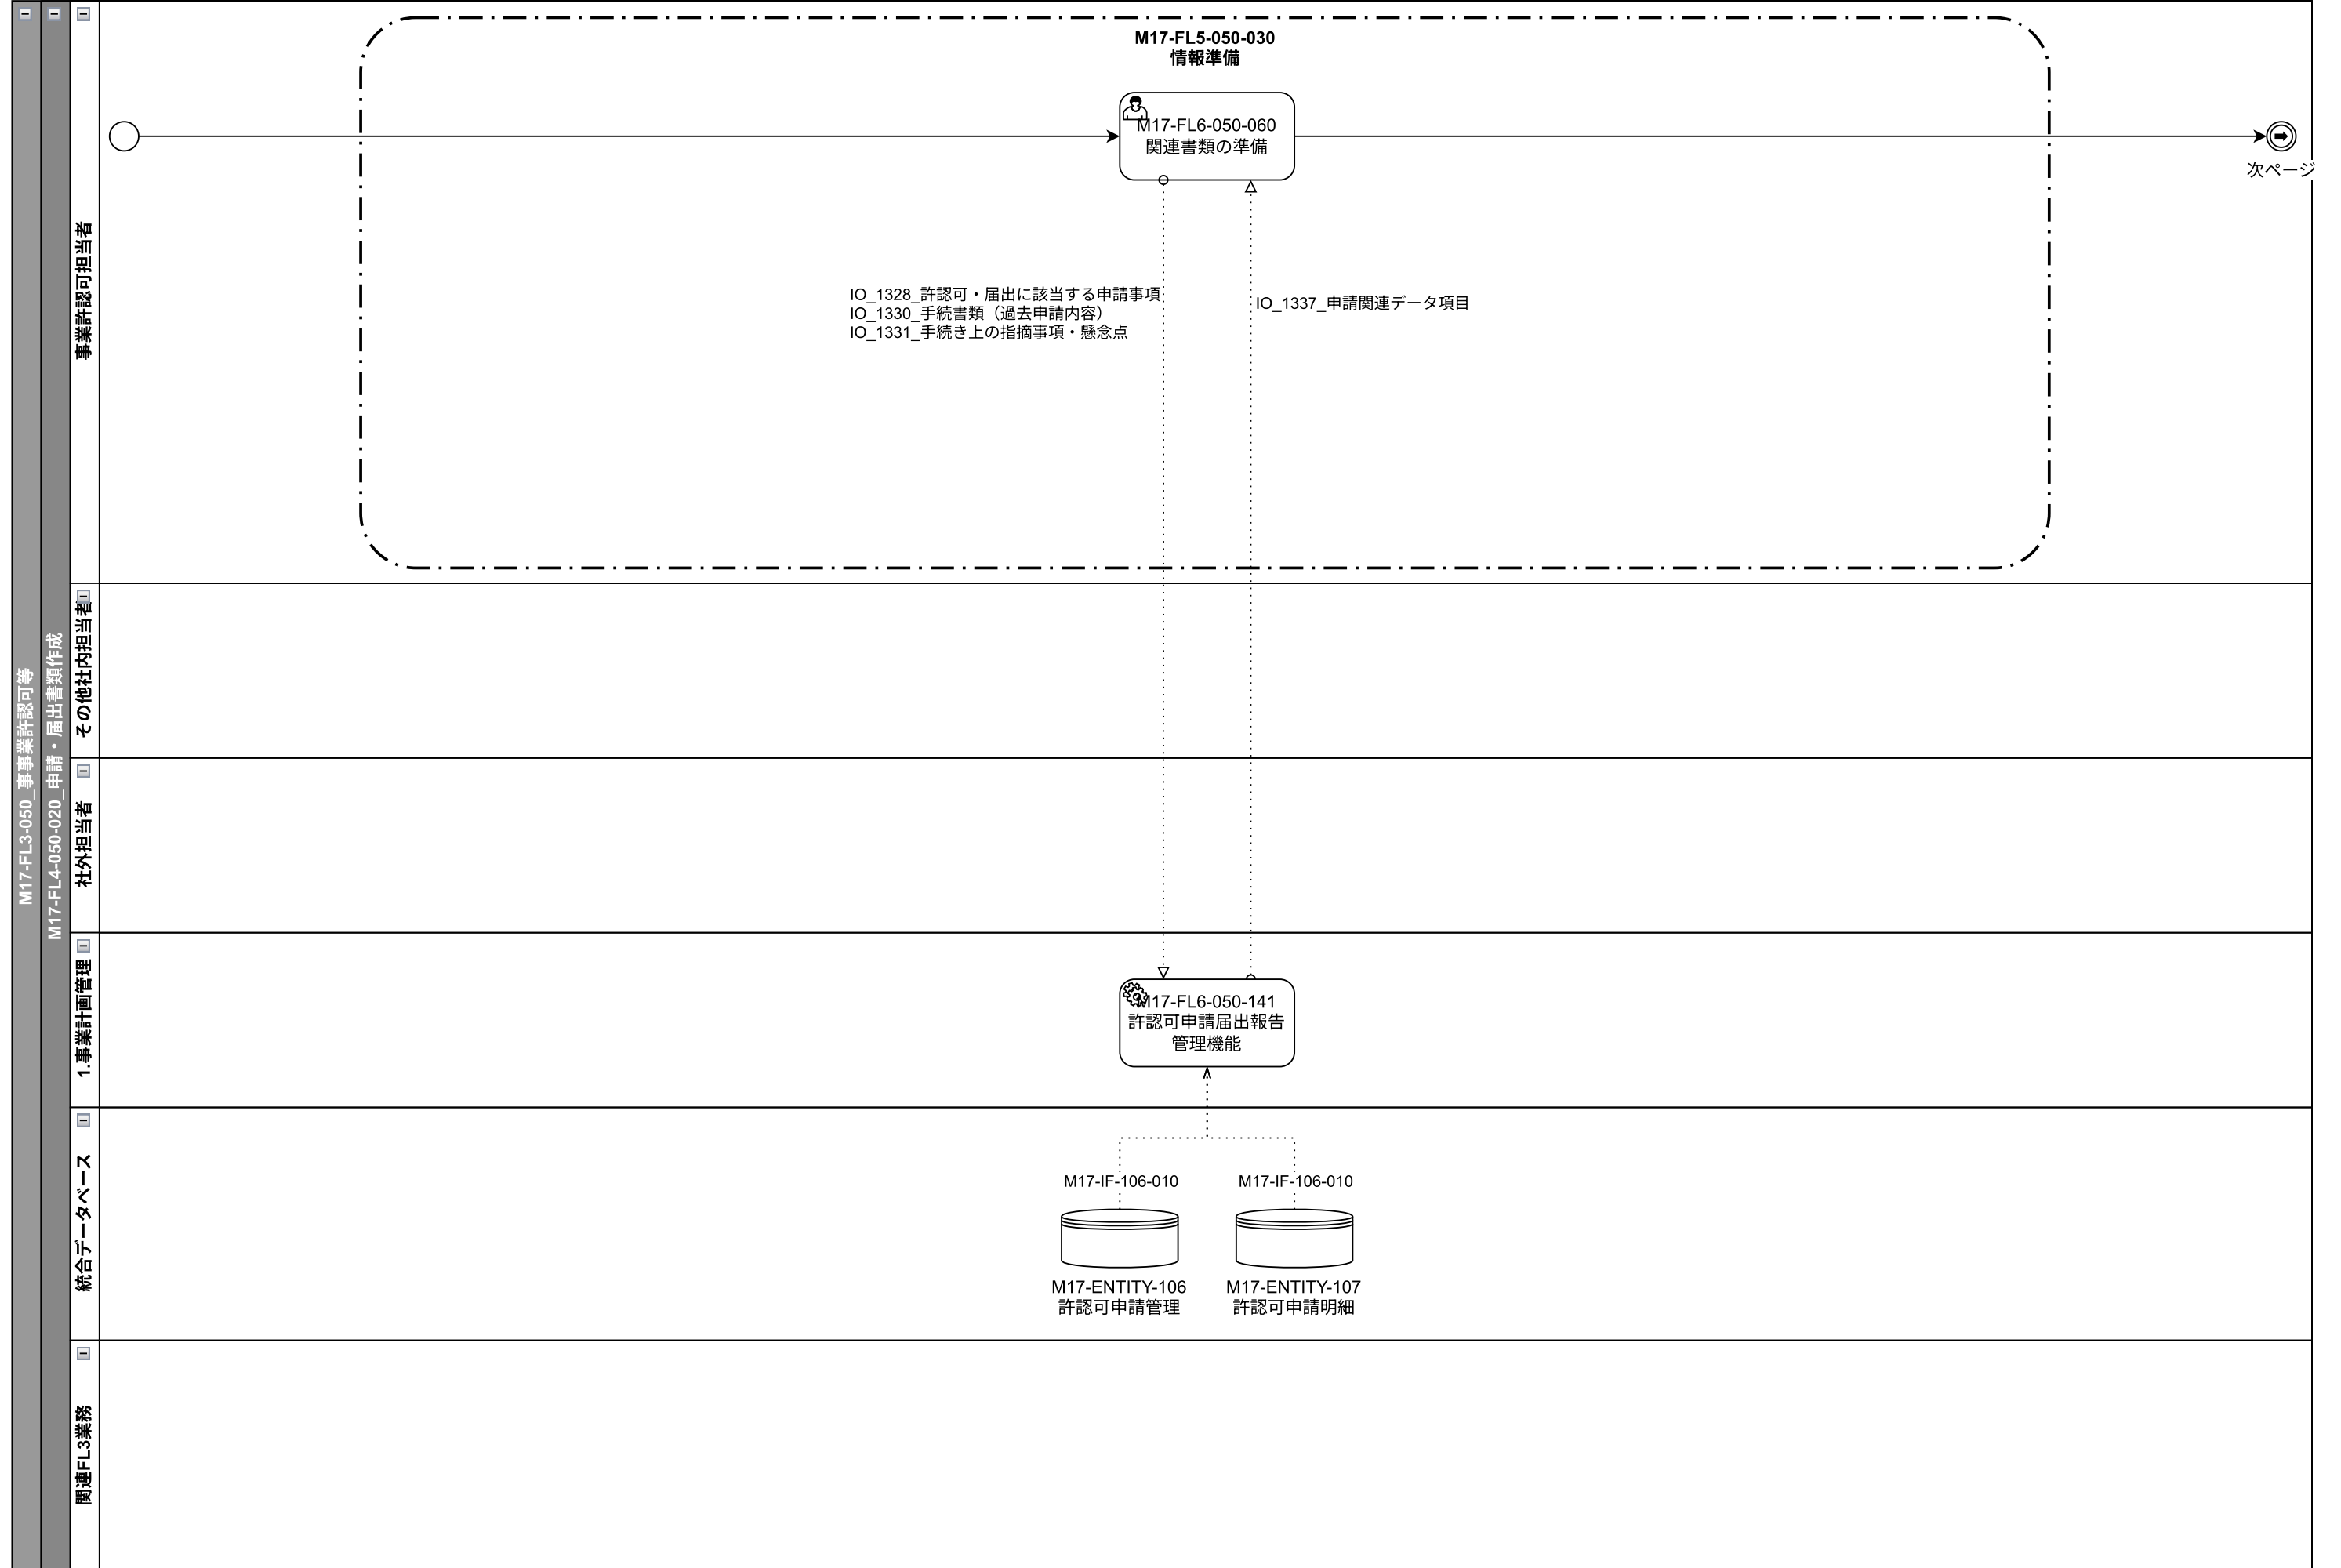 M17-FL3-050_事事業許認可等
M17-FL4-050-020_申請・届出書類作成
事業許認可担当者
M17-FL5-050-030
情報準備
M17-FL6-050-060
関連書類の準備
次ページ
IO_1328_許認可・届出に該当する申請事項
IO_1330_手続書類（過去申請内容）
IO_1331_手続き上の指摘事項・懸念点
IO_1337_申請関連データ項目
その他社内担当者
社外担当者
1.事業計画管理
M17-FL6-050-141
許認可申請届出報告
管理機能
統合データベース
M17-IF-106-010
M17-IF-106-010
M17-ENTITY-106
許認可申請管理
M17-ENTITY-107
許認可申請明細
関連FL3業務